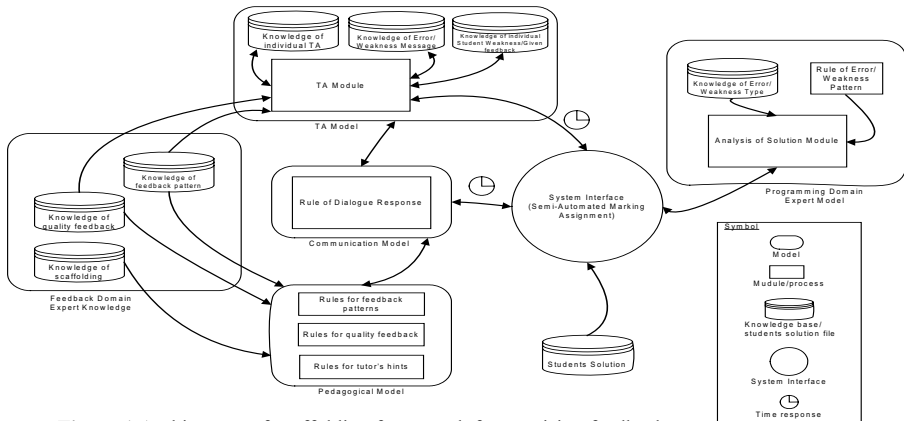 Knowledge of
individual TA
Knowledge of Error/
Weakness Message
Knowledge of individual
Student Weakness/Given
feedback
TA Module
TA Model
Knowledge of Error/
Weakness Type
Rule of Error/
Weakness
Pattern
Analysis of Solution Module
Programming Domain
Expert Model
Knowledge of
feedback pattern
Knowledge of
quality feedback
Knowledge of
scaffolding
Feedback Domain
Expert Knowledge
Rule of Dialogue Response
Communication Model
System Interface
(Semi-Automated Marking
Assignment)
Rules for feedback
patterns
Rules for quality feedback
Rules for tutor's hints
Pedagogical Model
Students Solution
Symbol
Model
Mudule/process
Knowledge base/
students solution file
System Interface
Time response